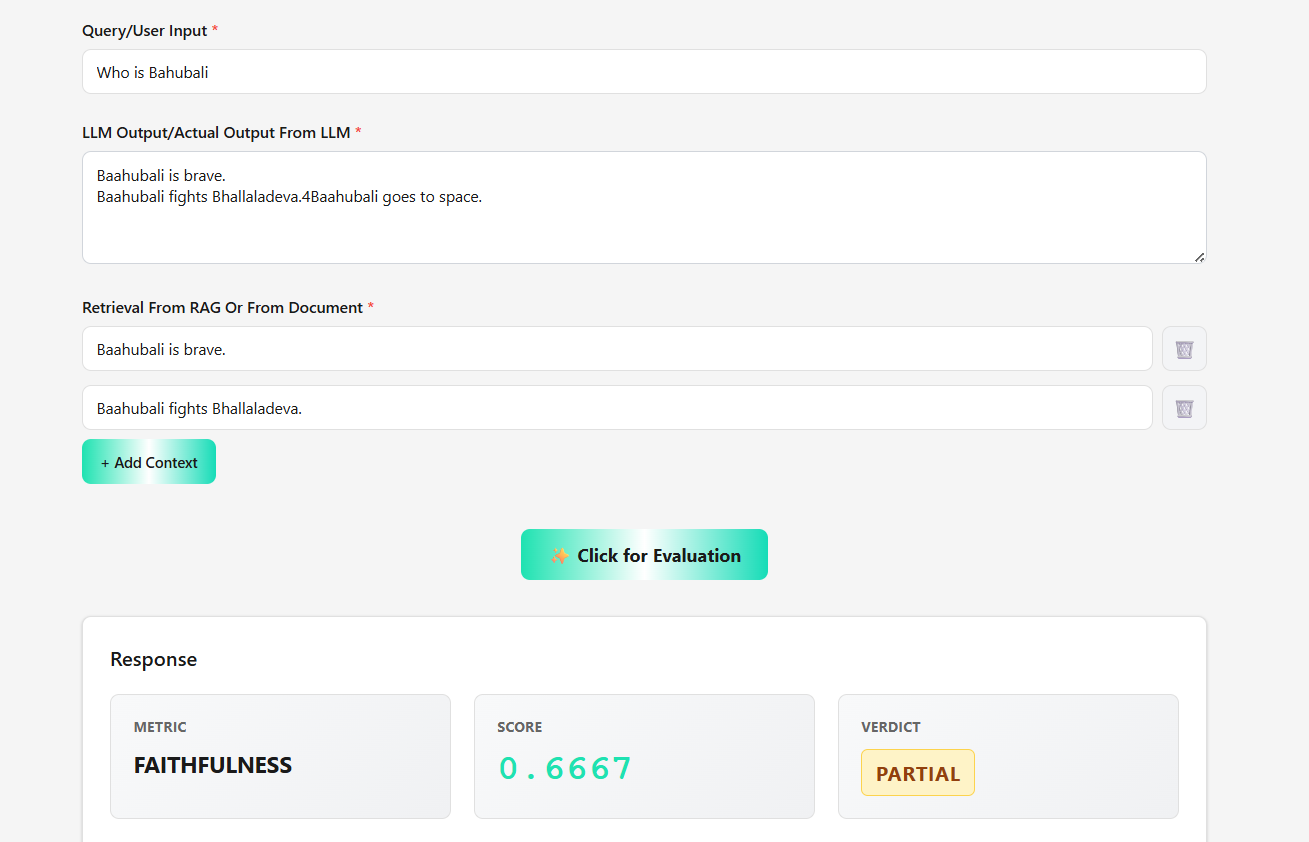 Query/User Input *
Who is Bahubali
LLM Output/Actual Output From LLM *
Baahubali is brave.
Baahubali fights Bhallaladeva.4Baahubali goes to space.
Retrieval From RAG Or From Document *
Baahubali is brave.
Baahubali fights Bhallaladeva.
+ Add Context
✨ Click for Evaluation
Response
METRIC
FAITHFULNESS
SCORE
0.6667
VERDICT
PARTIAL